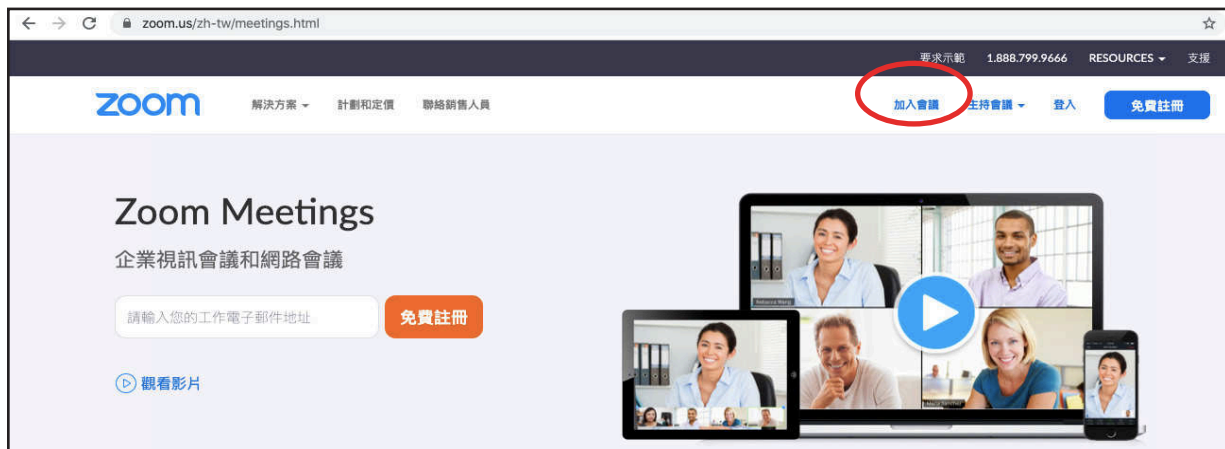 zoom.us/zh-tw/meetings.html
要求示範 1.888.799.9666 RESOURCES 支援
zoom 解決方案 計劃和定價 聯絡銷售人員 加入會議 主持會議 登入 免費註冊
Zoom Meetings
企業視訊會議和網路會議
請輸入您的工作電子郵件地址 免費註冊
觀看影片
Rebecca Wang